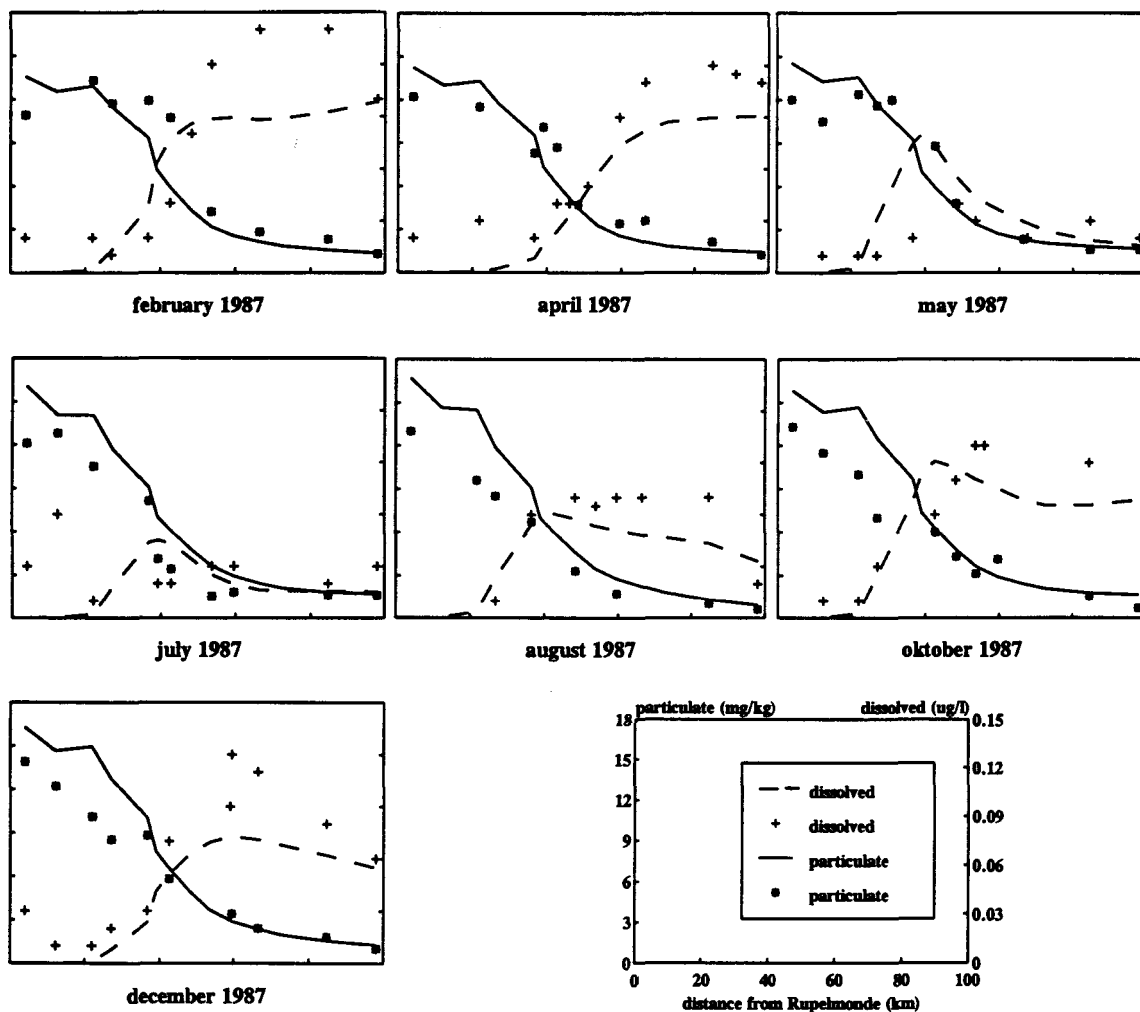 february 1987
april 1987
may 1987
july 1987
august 1987
oktober 1987
december 1987
particulate (mg/kg)
dissolved (ug/l)
18
15
12
9
6
3
0
0.15
0.12
0.09
0.06
0.03
0
dissolved
dissolved
particulate
particulate
0 20 40 60 80 100
distance from Rupelmonde (km)